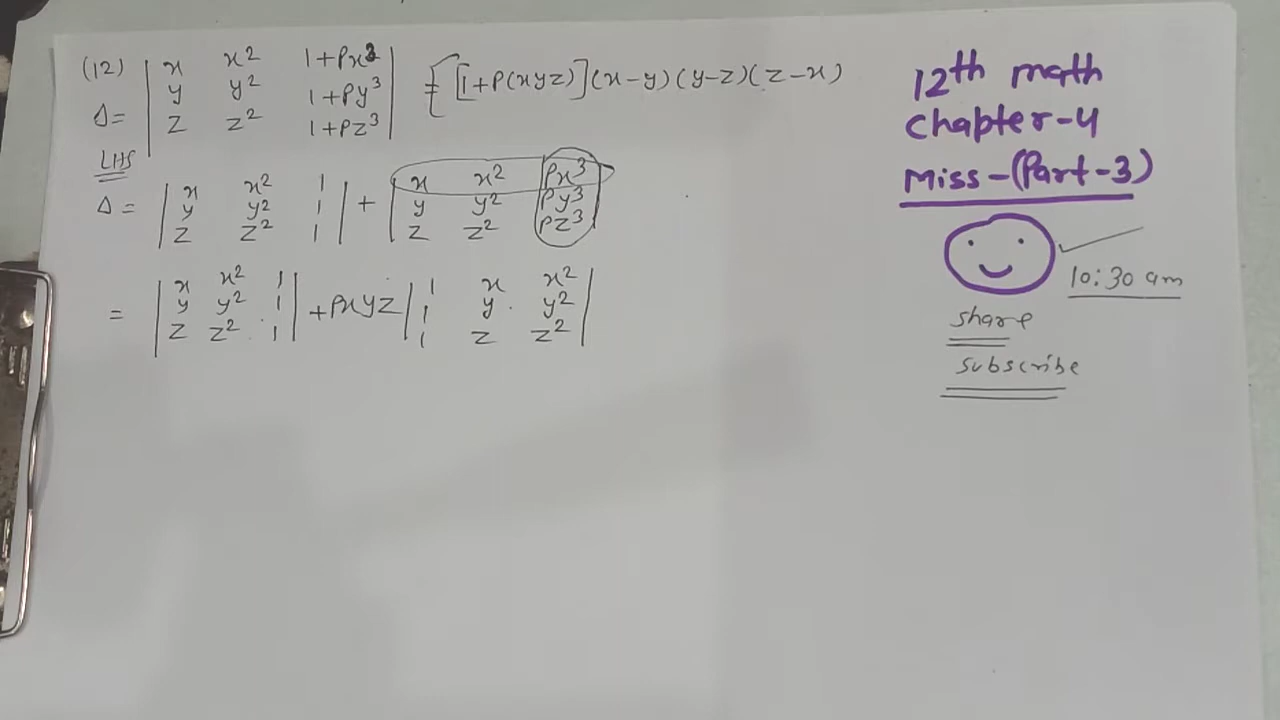 (12) Δ= | x x² 1+Px³ |
| y y² 1+Py³ |
| z z² 1+Pz³ | = [1+P(xyz)](x-y)(y-z)(z-x)
LHS
Δ = | x x² 1 | + | x x² Px³ |
| y y² 1 | | y y² Py³ |
| z z² 1 | | z z² Pz³ |
= | x x² 1 | +Pxyz | 1 x x² |
| y y² 1 | | 1 y y² |
| z z² 1 | | 1 z z² |
12th math
Chapter-4
Miss-(Part-3)
10:30 am
share
subscribe